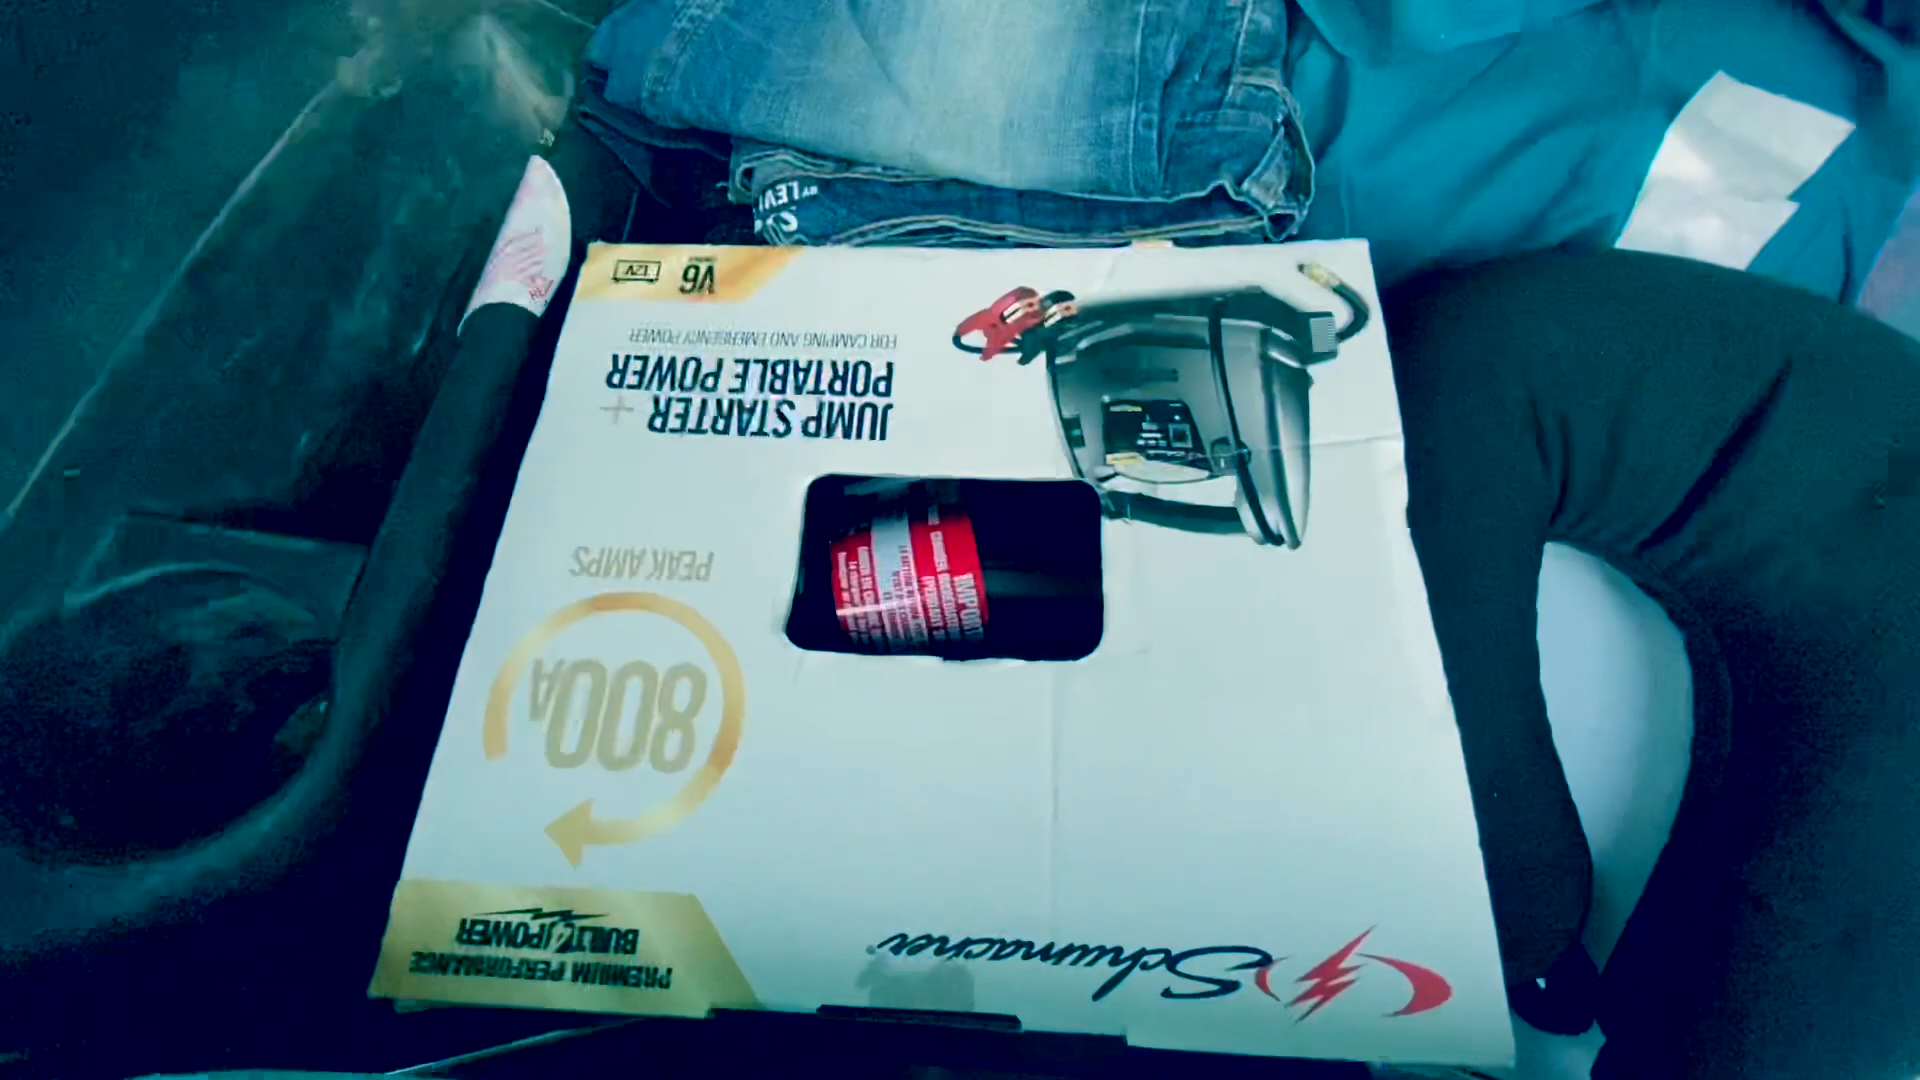 Schumacher
PREMIUM PERFORMANCE
BUILT POWER
800A
PEAK AMPS
JUMP STARTER +
PORTABLE POWER
FOR CAMPING AND EMERGENCY POWER
V6
12V
BY LEVI